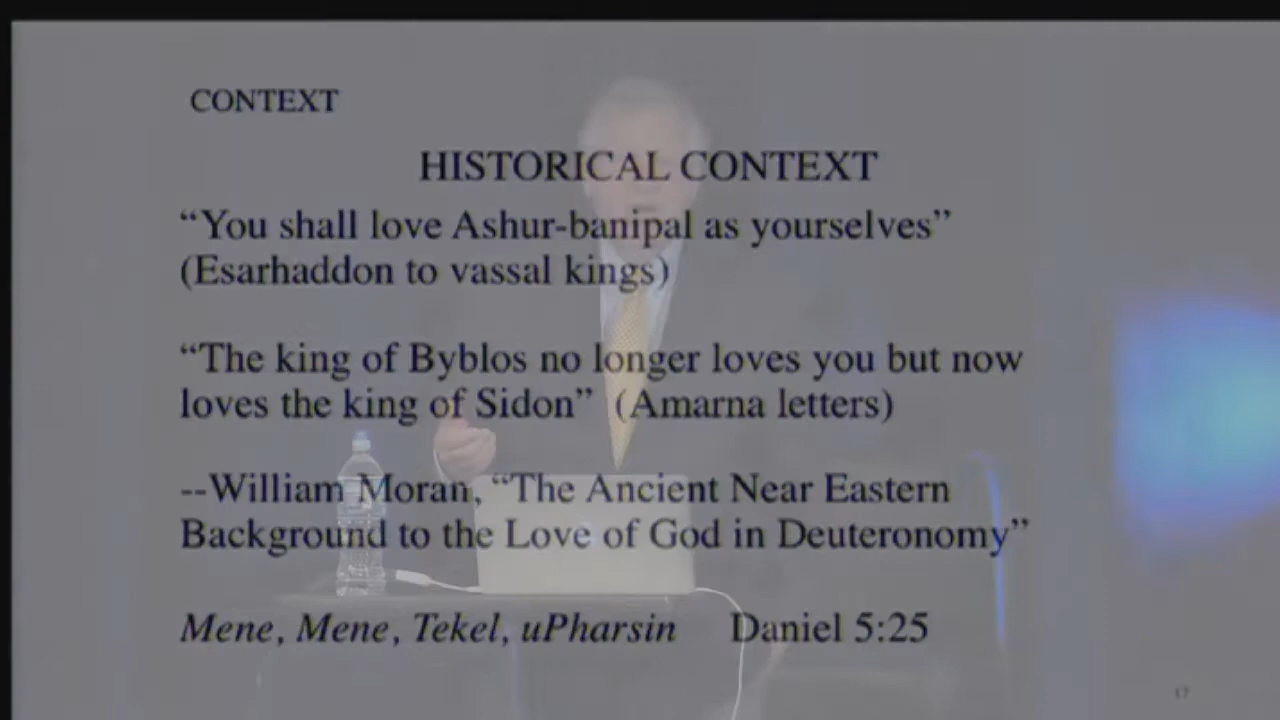 CONTEXT
HISTORICAL CONTEXT
“You shall love Ashur-banipal as yourselves”
(Esarhaddon to vassal kings)
“The king of Byblos no longer loves you but now
loves the king of Sidon” (Amarna letters)
--William Moran, “The Ancient Near Eastern
Background to the Love of God in Deuteronomy”
Mene, Mene, Tekel, uPharsin Daniel 5:25
17